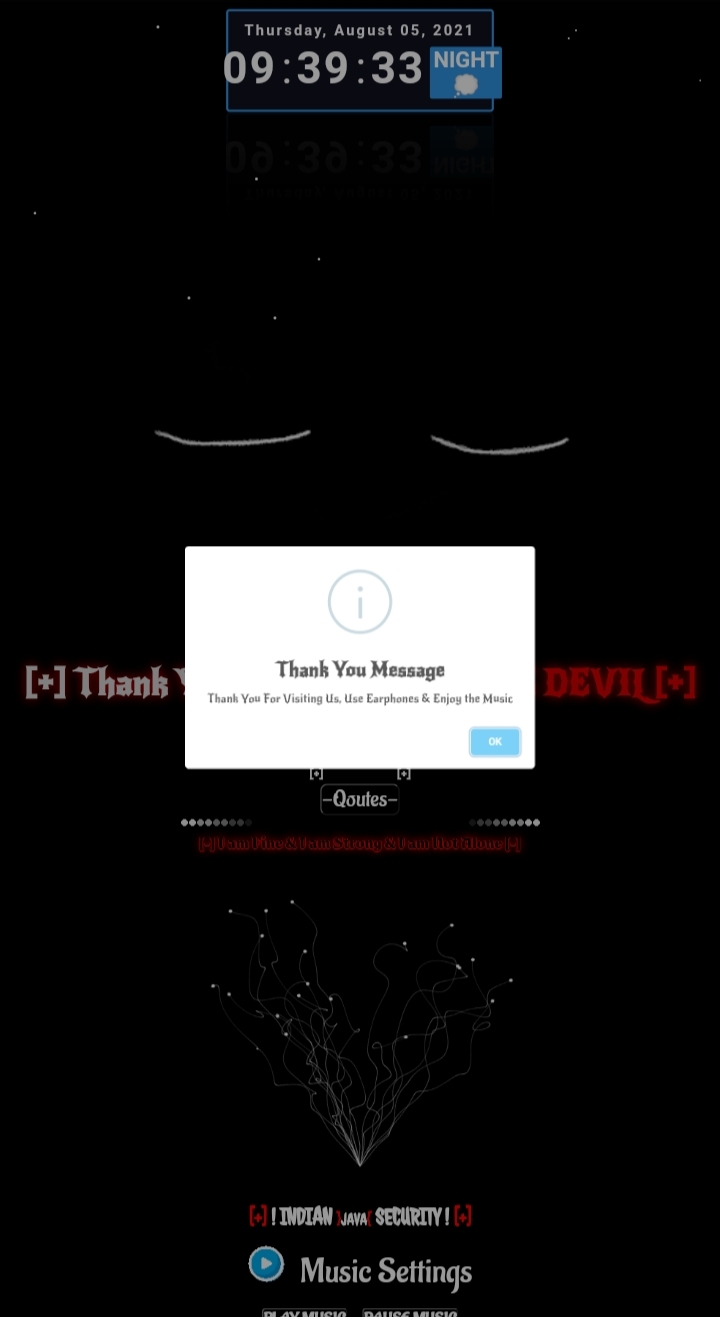 Thursday, August 05, 2021
09:39:33 NIGHT
Thank You Message
[+] Thank DEVIL [+]
Thank You For Visiting Us, Use Earphones & Enjoy the Music
OK
[+] [+]
-Qoutes-
[+] I am Fine & I am Strong & I am Not Alone [+]
[+] ! INDIAN }JAVA{ SECURITY ! [+]
Music Settings
PLAY MUSIC PAUSE MUSIC